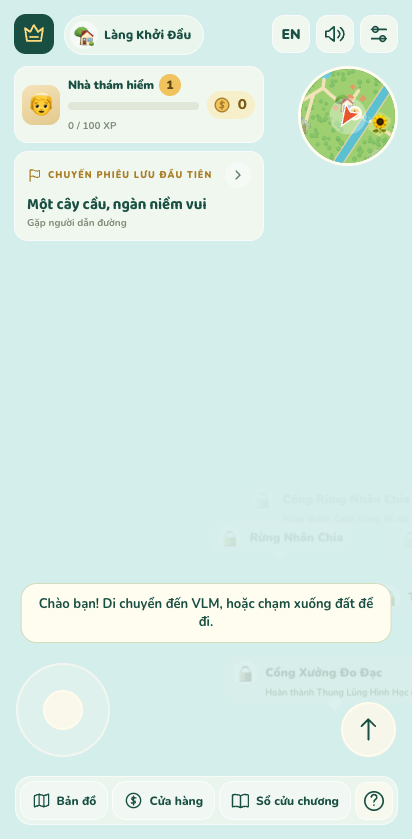 Làng Khởi Đầu
EN
Nhà thám hiểm 1
0
0 / 100 XP
CHUYẾN PHIÊU LƯU ĐẦU TIÊN
Một cây cầu, ngàn niềm vui
Gặp người dẫn đường
Cổng Rừng Nhân Chia
Rừng Nhân Chia
Chào bạn! Di chuyển đến VLM, hoặc chạm xuống đất để
đi.
Cổng Xưởng Đo Đạc
Hoàn thành Thung Lũng Hình Học
Bản đồ
Cửa hàng
Sổ cửu chương
?